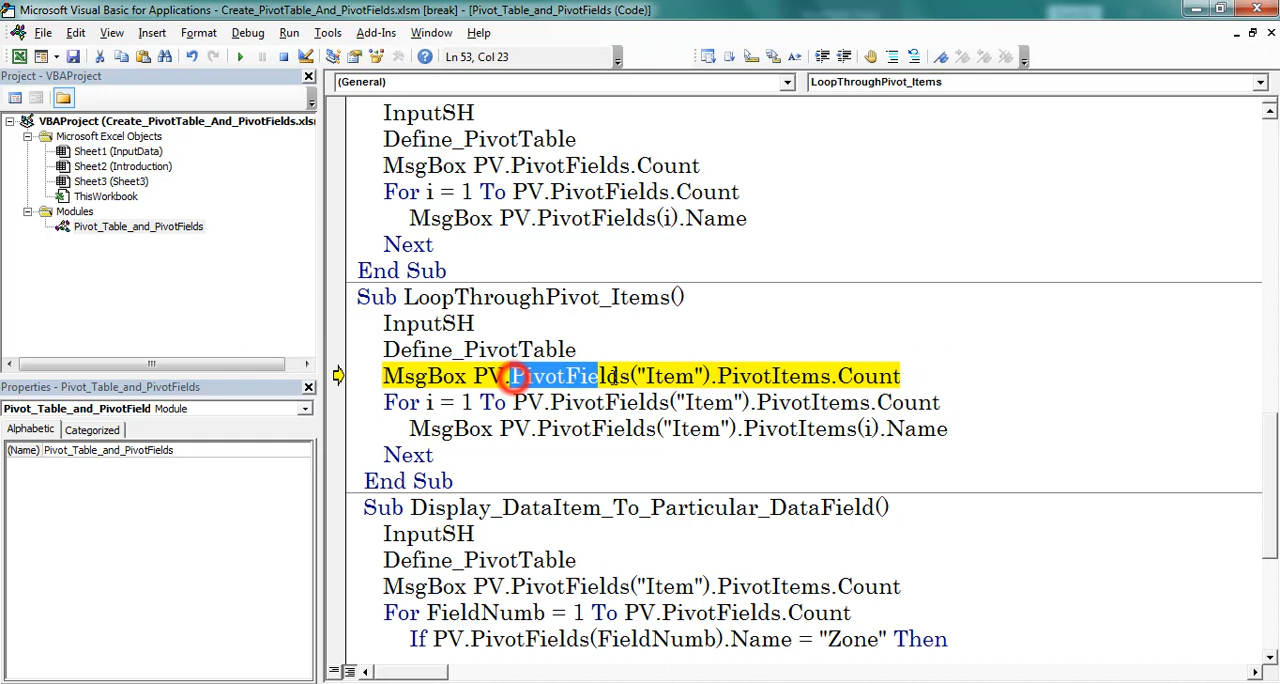 Microsoft Visual Basic for Applications - Create_PivotTable_And_PivotFields.xlsm [break] - [Pivot_Table_and_PivotFields (Code)]
File Edit View Insert Format Debug Run Tools Add-Ins Window Help
Ln 53, Col 23
Project - VBAProject
(General)
LoopThroughPivot_Items
VBAProject (Create_PivotTable_And_PivotFields.xlsm
Microsoft Excel Objects
Sheet1 (InputData)
Sheet2 (Introduction)
Sheet3 (Sheet3)
ThisWorkbook
Modules
Pivot_Table_and_PivotFields
Properties - Pivot_Table_and_PivotFields
Pivot_Table_and_PivotField Module
Alphabetic Categorized
(Name) Pivot_Table_and_PivotFields
InputSH
Define_PivotTable
MsgBox PV.PivotFields.Count
For i = 1 To PV.PivotFields.Count
MsgBox PV.PivotFields(i).Name
Next
End Sub
Sub LoopThroughPivot_Items()
InputSH
Define_PivotTable
MsgBox PV.PivotFields("Item").PivotItems.Count
For i = 1 To PV.PivotFields("Item").PivotItems.Count
MsgBox PV.PivotFields("Item").PivotItems(i).Name
Next
End Sub
Sub Display_DataItem_To_Particular_DataField()
InputSH
Define_PivotTable
MsgBox PV.PivotFields("Item").PivotItems.Count
For FieldNumb = 1 To PV.PivotFields.Count
If PV.PivotFields(FieldNumb).Name = "Zone" Then